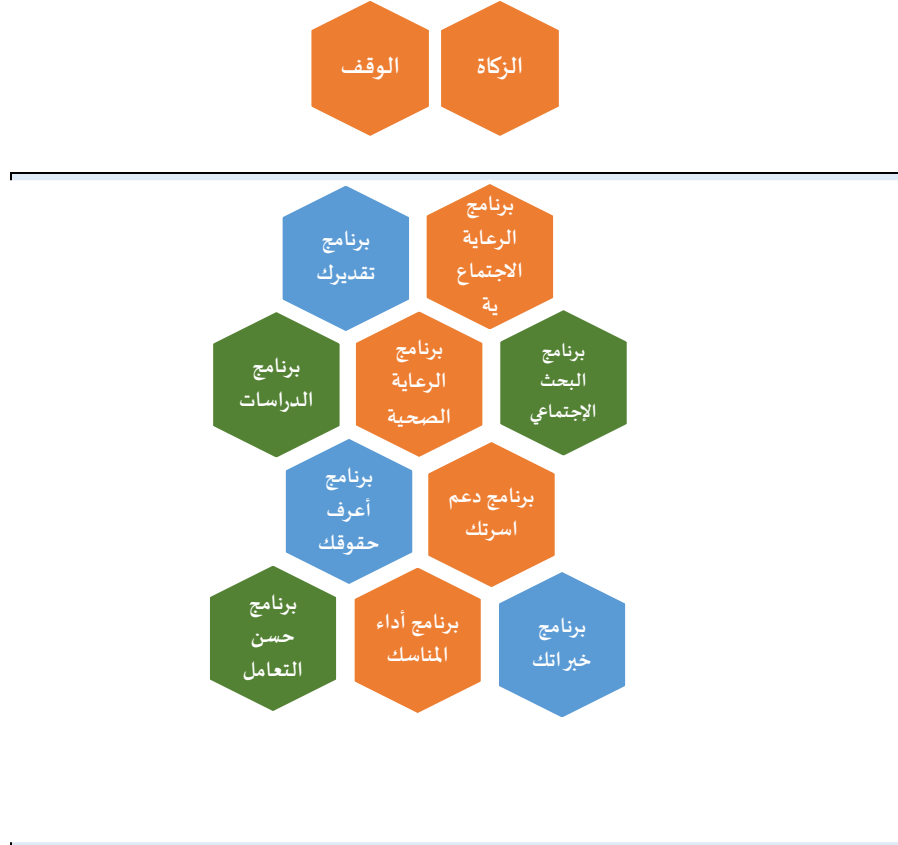 الزكاة
الوقف
برنامج
الرعاية
الاجتماع
ية
برنامج
تقديرك
برنامج
البحث
الإجتماعي
برنامج
الرعاية
الصحية
برنامج
الدراسات
برنامج دعم
اسرتك
برنامج
أعرف
حقوقك
برنامج
خبراتك
برنامج أداء
المناسك
برنامج
حسن
التعامل